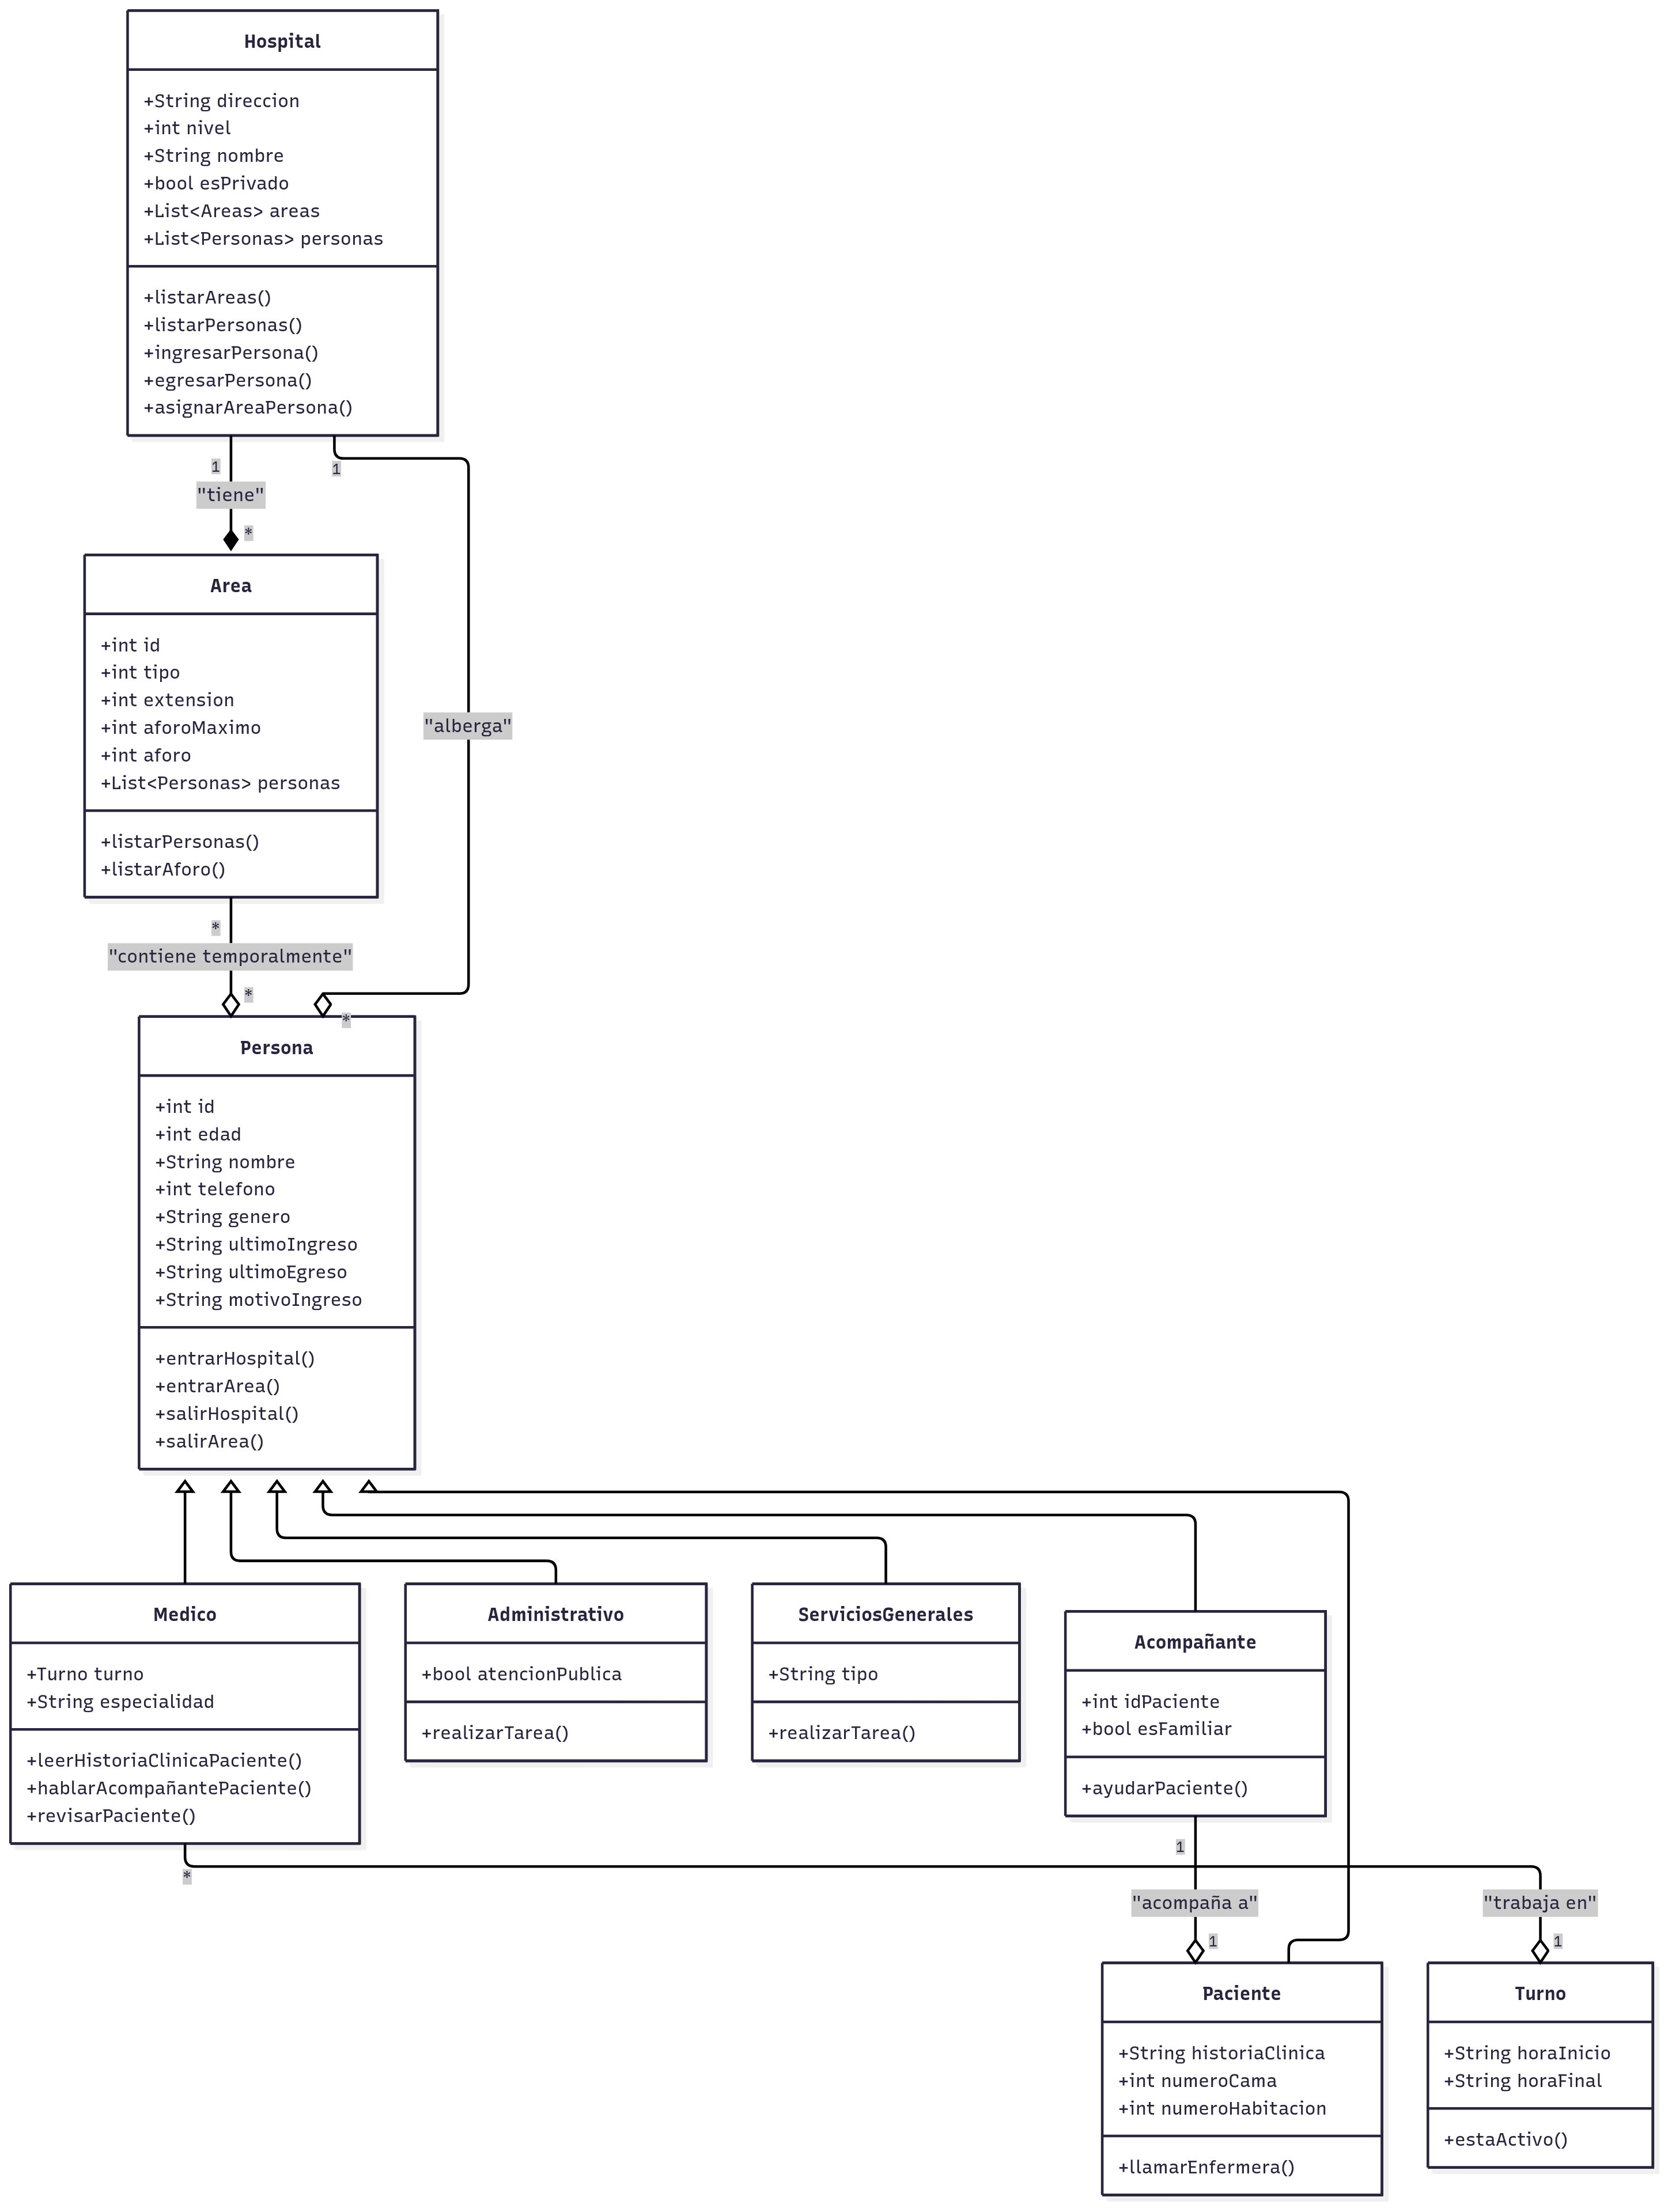 Hospital
+String direccion
+int nivel
+String nombre
+bool esPrivado
+List<Areas> areas
+List<Personas> personas
+listarAreas()
+listarPersonas()
+ingresarPersona()
+egresarPersona()
+asignarAreaPersona()
1
1
"tiene"
*
Area
+int id
+int tipo
+int extension
+int aforoMaximo
+int aforo
+List<Personas> personas
+listarPersonas()
+listarAforo()
"alberga"
*
"contiene temporalmente"
*
*
Persona
+int id
+int edad
+String nombre
+int telefono
+String genero
+String ultimoIngreso
+String ultimoEgreso
+String motivoIngreso
+entrarHospital()
+entrarArea()
+salirHospital()
+salirArea()
Medico
+Turno turno
+String especialidad
+leerHistoriaClinicaPaciente()
+hablarAcompañantePaciente()
+revisarPaciente()
Administrativo
+bool atencionPublica
+realizarTarea()
ServiciosGenerales
+String tipo
+realizarTarea()
Acompañante
+int idPaciente
+bool esFamiliar
+ayudarPaciente()
*
1
"acompaña a"
1
"trabaja en"
1
Paciente
+String historiaClinica
+int numeroCama
+int numeroHabitacion
+llamarEnfermera()
Turno
+String horaInicio
+String horaFinal
+estaActivo()